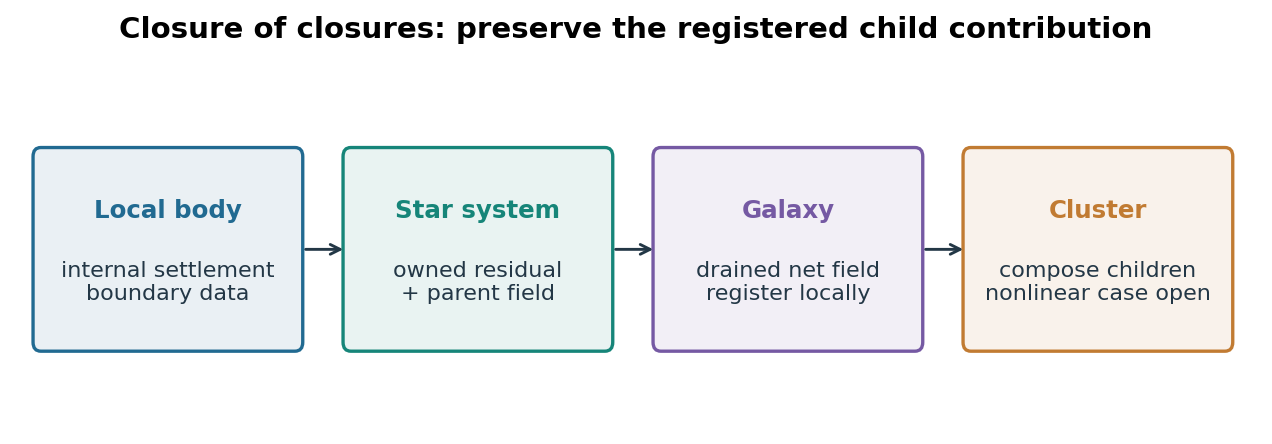 Closure of closures: preserve the registered child contribution
Local body
internal settlement
boundary data
Star system
owned residual
+ parent field
Galaxy
drained net field
register locally
Cluster
compose children
nonlinear case open